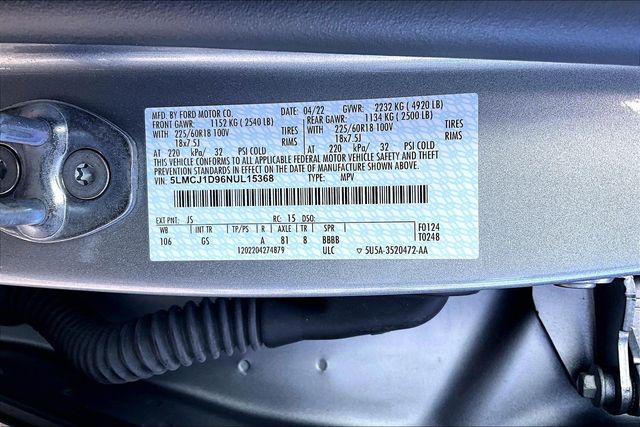 MFD. BY FORD MOTOR CO. DATE: 04/22 GVWR: 2232 KG ( 4920 LB)
FRONT GAWR: 1152 KG ( 2540 LB) REAR GAWR: 1134 KG ( 2500 LB)
WITH 225/60R18 100V TIRES WITH 225/60R18 100V TIRES
18x7.5J RIMS 18x7.5J RIMS
AT 220 kPa/ 32 PSI COLD AT 220 kPa/ 32 PSI COLD
THIS VEHICLE CONFORMS TO ALL APPLICABLE FEDERAL MOTOR VEHICLE SAFETY AND THEFT
PREVENTION STANDARDS IN EFFECT ON THE DATE OF MANUFACTURE SHOWN ABOVE.
VIN: 5LMCJ1D96NUL15368 TYPE: MPV
EXT PNT: JS RC: 15 DSO: F0124
WB INT TR TP/PS R AXLE TR SPR T0248
106 GS A 81 8 BBBB
1202204274879 ULC 5U5A-3520472-AA